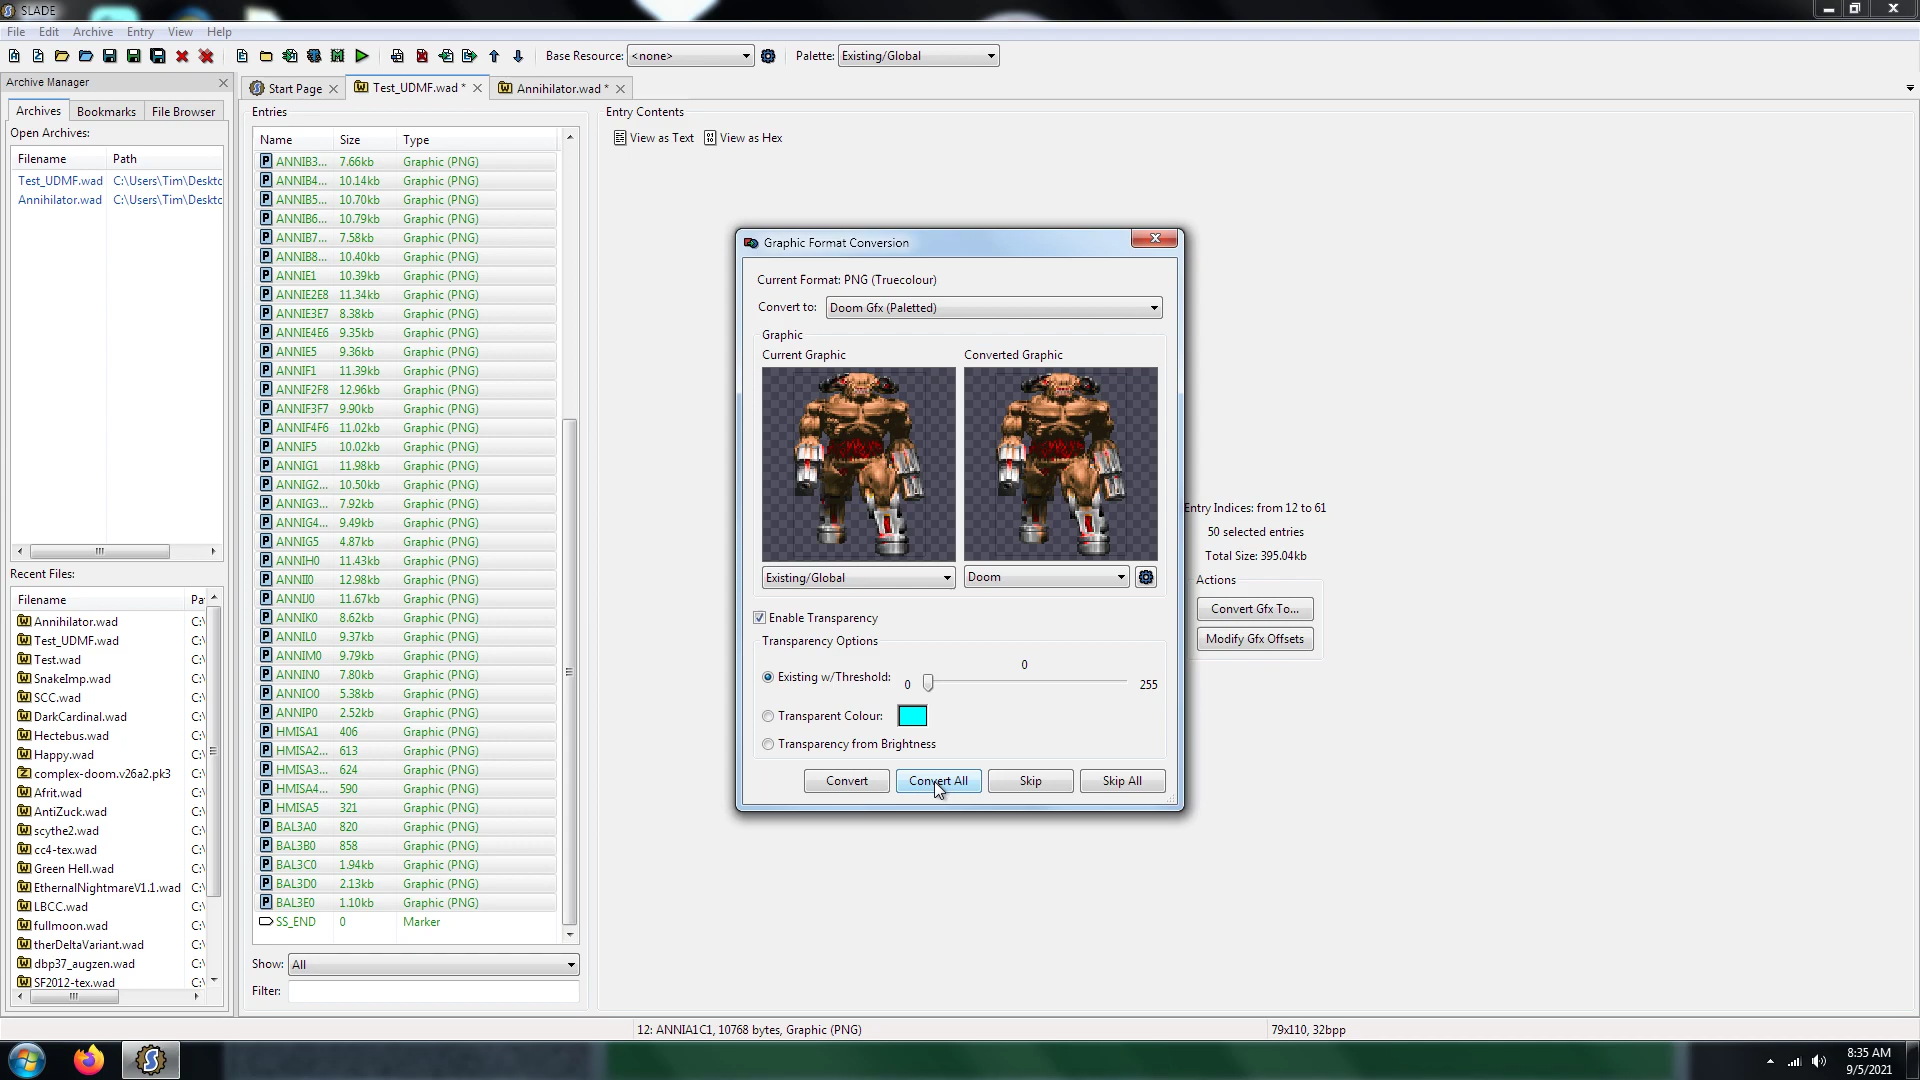 SLADE
File Edit Archive Entry View Help
Base Resource: <none> Palette: Existing/Global
Archive Manager
Start Page Test_UDMF.wad * Annihilator.wad *
Archives Bookmarks File Browser
Open Archives:
Filename Path
Test_UDMF.wad C:\Users\Tim\Deskto
Annihilator.wad C:\Users\Tim\Deskto
Recent Files:
Filename Pa
Annihilator.wad C:\
Test_UDMF.wad C:\
Test.wad C:\
SnakeImp.wad C:\
SCC.wad C:\
DarkCardinal.wad C:\
Hectebus.wad C:\
Happy.wad C:\
complex-doom.v26a2.pk3 C:\
Afrit.wad C:\
AntiZuck.wad C:\
scythe2.wad C:\
cc4-tex.wad C:\
Green Hell.wad C:\
EthernalNightmareV1.1.wad C:\
LBCC.wad C:\
fullmoon.wad C:\
therDeltaVariant.wad C:\
dbp37_augzen.wad C:\
SF2012-tex.wad C:\
Entries
Name Size Type
ANNIB3... 7.66kb Graphic (PNG)
ANNIB4... 10.14kb Graphic (PNG)
ANNIB5... 10.70kb Graphic (PNG)
ANNIB6... 10.79kb Graphic (PNG)
ANNIB7... 7.58kb Graphic (PNG)
ANNIB8... 10.40kb Graphic (PNG)
ANNIE1 10.39kb Graphic (PNG)
ANNIE2E8 11.34kb Graphic (PNG)
ANNIE3E7 8.38kb Graphic (PNG)
ANNIE4E6 9.35kb Graphic (PNG)
ANNIE5 9.36kb Graphic (PNG)
ANNIF1 11.39kb Graphic (PNG)
ANNIF2F8 12.96kb Graphic (PNG)
ANNIF3F7 9.90kb Graphic (PNG)
ANNIF4F6 11.02kb Graphic (PNG)
ANNIF5 10.02kb Graphic (PNG)
ANNIG1 11.98kb Graphic (PNG)
ANNIG2... 10.50kb Graphic (PNG)
ANNIG3... 7.92kb Graphic (PNG)
ANNIG4... 9.49kb Graphic (PNG)
ANNIG5 4.87kb Graphic (PNG)
ANNIH0 11.43kb Graphic (PNG)
ANNII0 12.98kb Graphic (PNG)
ANNIJ0 11.67kb Graphic (PNG)
ANNIK0 8.62kb Graphic (PNG)
ANNIL0 9.37kb Graphic (PNG)
ANNIM0 9.79kb Graphic (PNG)
ANNIN0 7.80kb Graphic (PNG)
ANNIO0 5.38kb Graphic (PNG)
ANNIP0 2.52kb Graphic (PNG)
HMISA1 406 Graphic (PNG)
HMISA2... 613 Graphic (PNG)
HMISA3... 624 Graphic (PNG)
HMISA4... 590 Graphic (PNG)
HMISA5 321 Graphic (PNG)
BAL3A0 820 Graphic (PNG)
BAL3B0 858 Graphic (PNG)
BAL3C0 1.94kb Graphic (PNG)
BAL3D0 2.13kb Graphic (PNG)
BAL3E0 1.10kb Graphic (PNG)
SS_END 0 Marker
Show: All
Filter:
Entry Contents
View as Text View as Hex
Graphic Format Conversion
Current Format: PNG (Truecolour)
Convert to: Doom Gfx (Paletted)
Graphic
Current Graphic Converted Graphic
Existing/Global Doom
Enable Transparency
Transparency Options
0
Existing w/Threshold: 0 255
Transparent Colour:
Transparency from Brightness
Convert Convert All Skip Skip All
Entry Indices: from 12 to 61
50 selected entries
Total Size: 395.04kb
Actions
Convert Gfx To...
Modify Gfx Offsets
12: ANNIA1C1, 10768 bytes, Graphic (PNG) 79x110, 32bpp
8:35 AM
9/5/2021